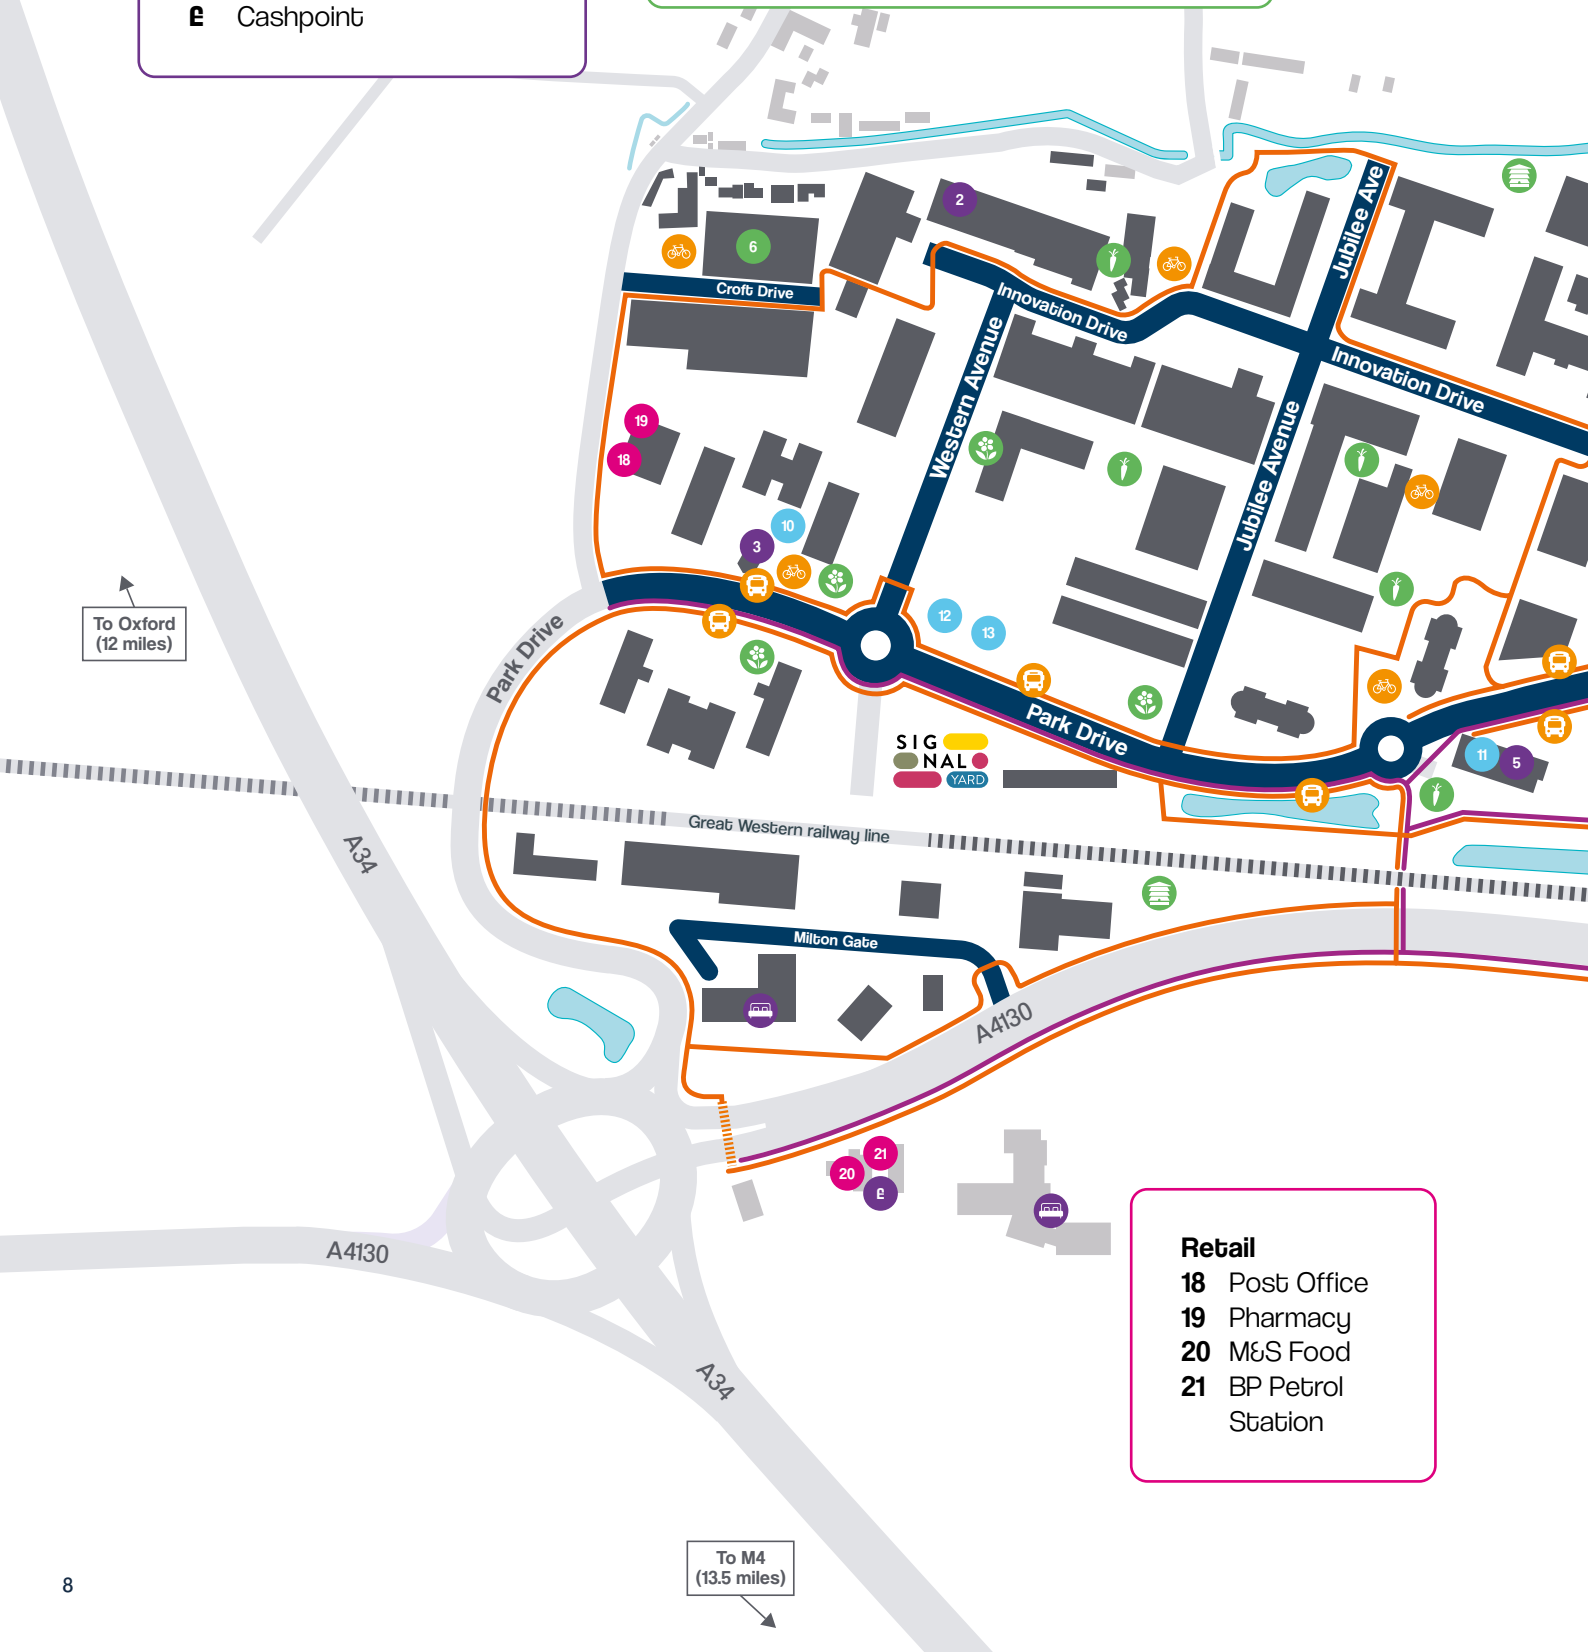 £ Cashpoint
2
6
Croft Drive
Innovation Drive
Jubilee Ave
Innovation Drive
Western Avenue
Jubilee Avenue
19
18
10
3
12
13
To Oxford
(12 miles)
Park Drive
Park Drive
SIG
NAL
YARD
11
5
Great Western railway line
A34
Milton Gate
A4130
21
20
£
A4130
A34
Retail
18 Post Office
19 Pharmacy
20 M&S Food
21 BP Petrol
Station
To M4
(13.5 miles)
8